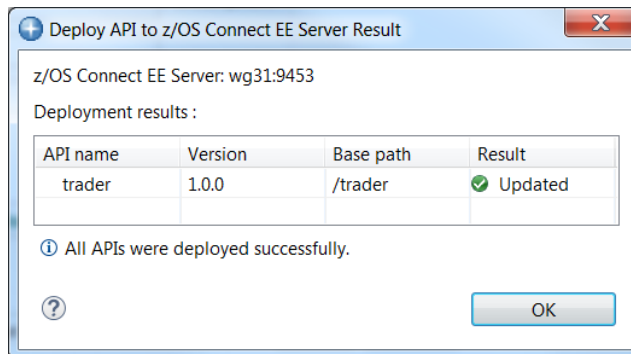 Deploy API to z/OS Connect EE Server Result
X
z/OS Connect EE Server: wg31:9453
Deployment results :
API name Version Base path Result
trader 1.0.0 /trader Updated
All APIs were deployed successfully.
OK